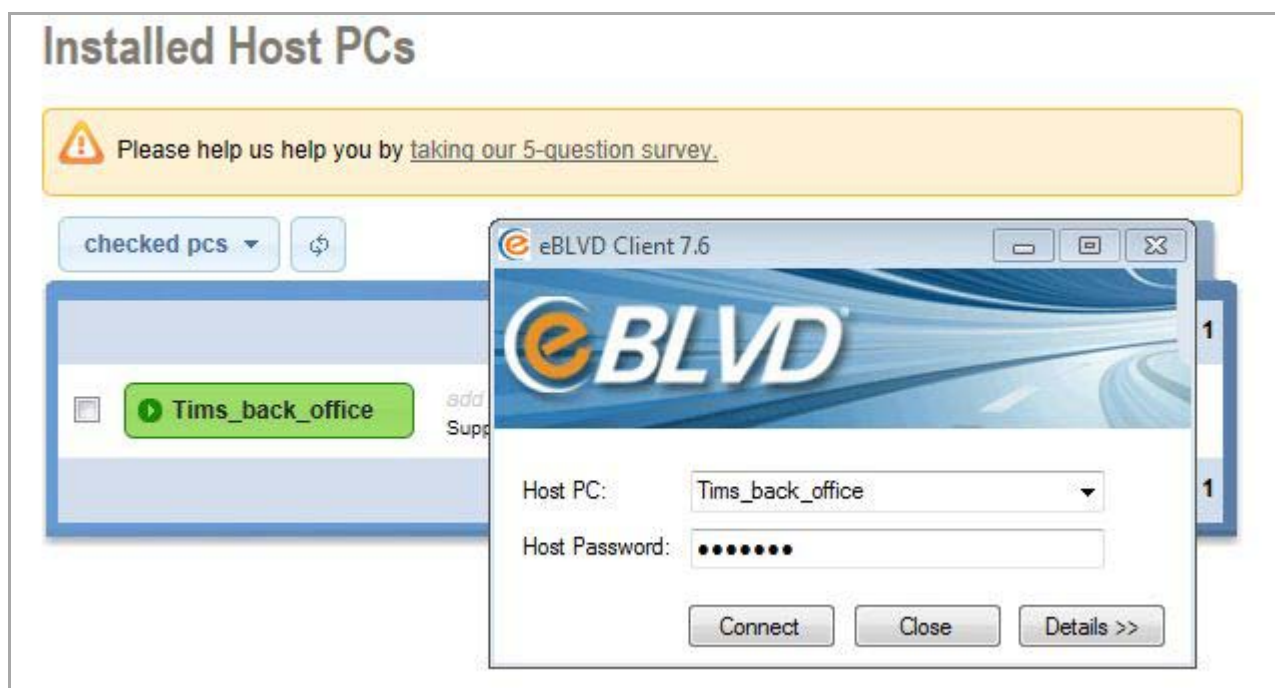 Installed Host PCs
Please help us help you by taking our 5-question survey.
checked pcs
eBLVD Client 7.6
eBLVD
1
Tims_back_office
add
Supp
Host PC: Tims_back_office
1
Host Password: •••••••
Connect Close Details >>